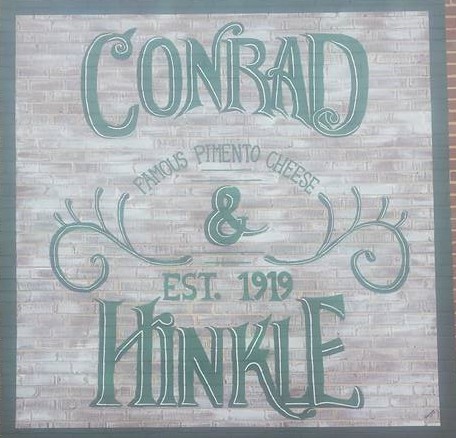 CONRAD
FAMOUS PIMENTO CHEESE
&
EST. 1919
HINKLE